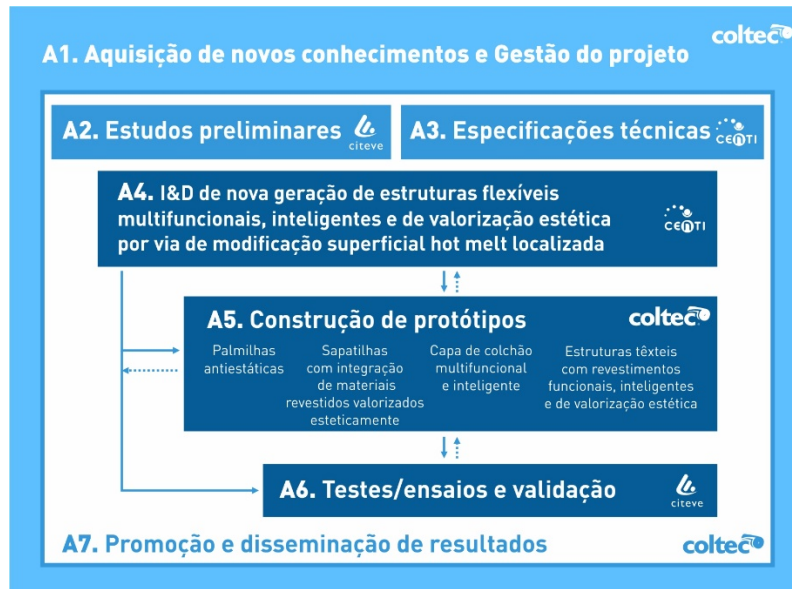 A1. Aquisição de novos conhecimentos e Gestão do projeto
coltec
A2. Estudos preliminares
citeve
A3. Especificações técnicas
CENTI
A4. I&D de nova geração de estruturas flexíveis
multifuncionais, inteligentes e de valorização estética
por via de modificação superficial hot melt localizada
CENTI
A5. Construção de protótipos
coltec
Palmilhas
antiestáticas
Sapatilhas
com integração
de materiais
revestidos valorizados
esteticamente
Capa de colchão
multifuncional
e inteligente
Estruturas têxteis
com revestimentos
funcionais, inteligentes
e de valorização estética
A6. Testes/ensaios e validação
citeve
A7. Promoção e disseminação de resultados
coltec